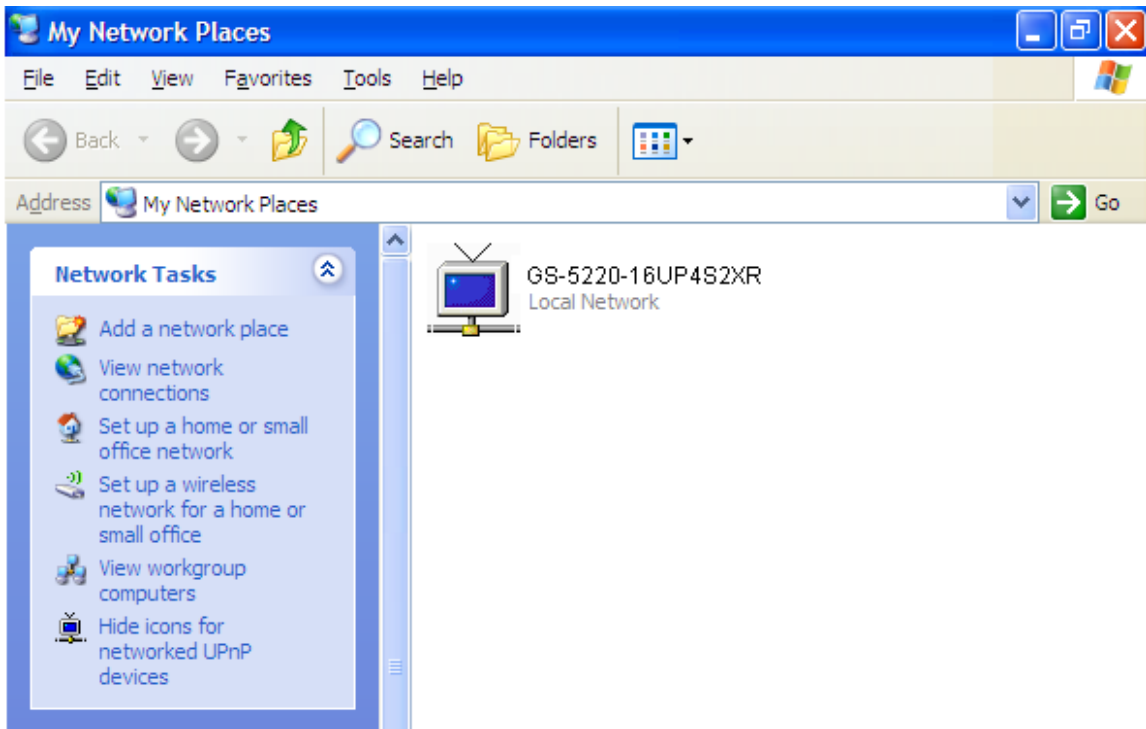 My Network Places
File Edit View Favorites Tools Help
Back Search Folders
Address My Network Places Go
Network Tasks
Add a network place
View network
connections
Set up a home or small
office network
Set up a wireless
network for a home or
small office
View workgroup
computers
Hide icons for
networked UPnP
devices
GS-5220-16UP4S2XR
Local Network